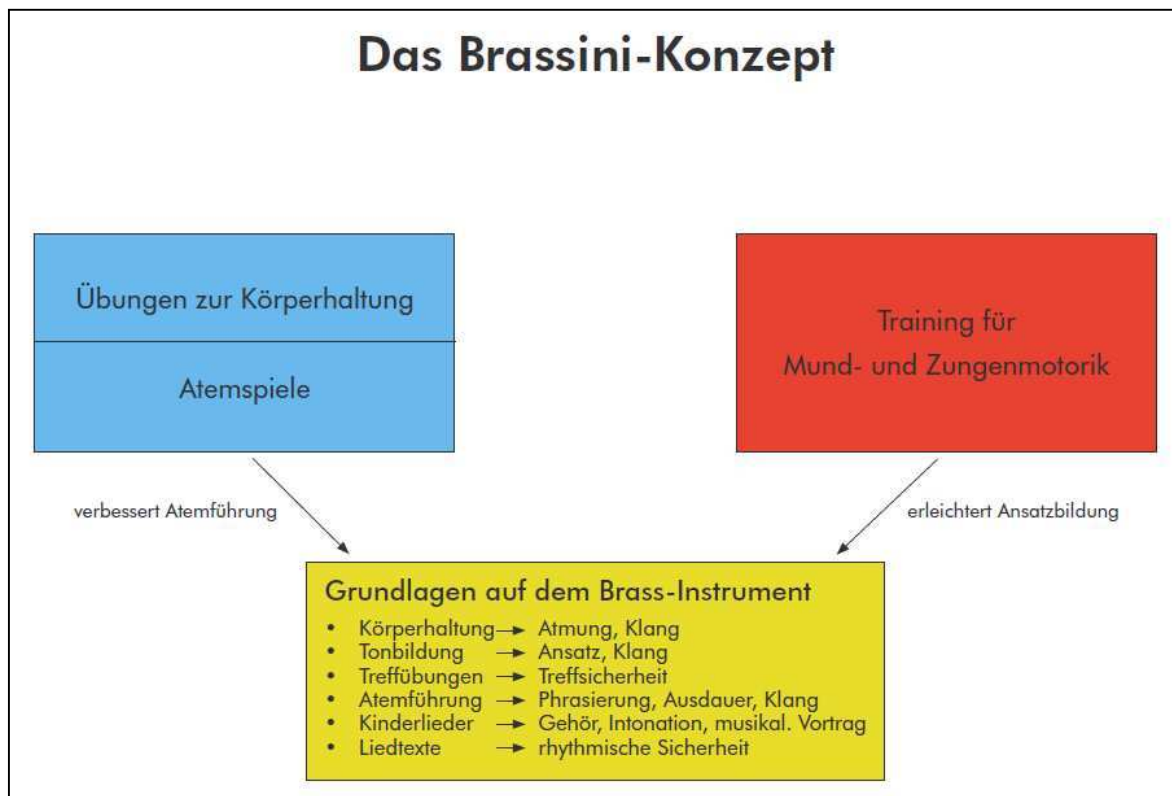 Das Brassini-Konzept
Übungen zur Körperhaltung
Atemspiele
Training für
Mund- und Zungenmotorik
verbessert Atemführung
erleichtert Ansatzbildung
Grundlagen auf dem Brass-Instrument
• Körperhaltung → Atmung, Klang
• Tonbildung → Ansatz, Klang
• Treffübungen → Treffsicherheit
• Atemführung → Phrasierung, Ausdauer, Klang
• Kinderlieder → Gehör, Intonation, musikal. Vortrag
• Liedtexte → rhythmische Sicherheit